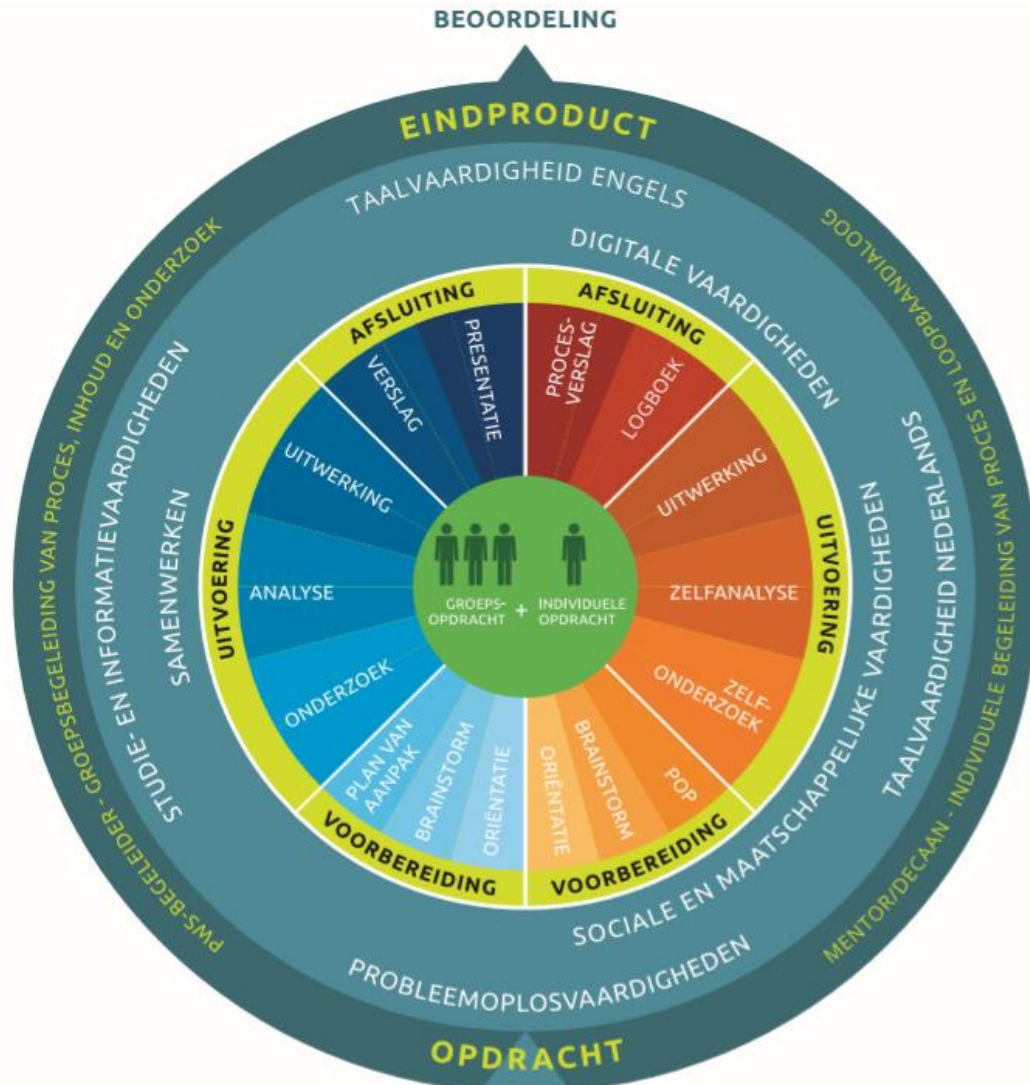 BEOORDELING
EINDPRODUCT
TAALVAARDIGHEID ENGELS
DIGITALE VAARDIGHEDEN
TAALVAARDIGHEID NEDERLANDS
SOCIALE EN MAATSCHAPPELIJKE VAARDIGHEDEN
PROBLEEMOPLOSVAARDIGHEDEN
STUDIE- EN INFORMATIEVAARDIGHEDEN
SAMENWERKEN
PWS-BEGELEIDER - GROEPSBEGELEIDING VAN PROCES, INHOUD EN ONDERZOEK
MENTOR/DECAAN - INDIVIDUELE BEGELEIDING VAN PROCES EN LOOPBAANDIALOOG
AFSLUITING
AFSLUITING
VERSLAG
PRESENTATIE
PROCES-
VERSLAG
LOGBOEK
UITVOERING
UITWERKING
ANALYSE
ONDERZOEK
UITVOERING
UITWERKING
ZELFANALYSE
ZELF-
ONDERZOEK
GROEPS-
OPDRACHT
+
INDIVIDUELE
OPDRACHT
PLAN VAN
AANPAK
BRAINSTORM
ORIËNTATIE
ORIËNTATIE
BRAINSTORM
POP
VOORBEREIDING
VOORBEREIDING
OPDRACHT